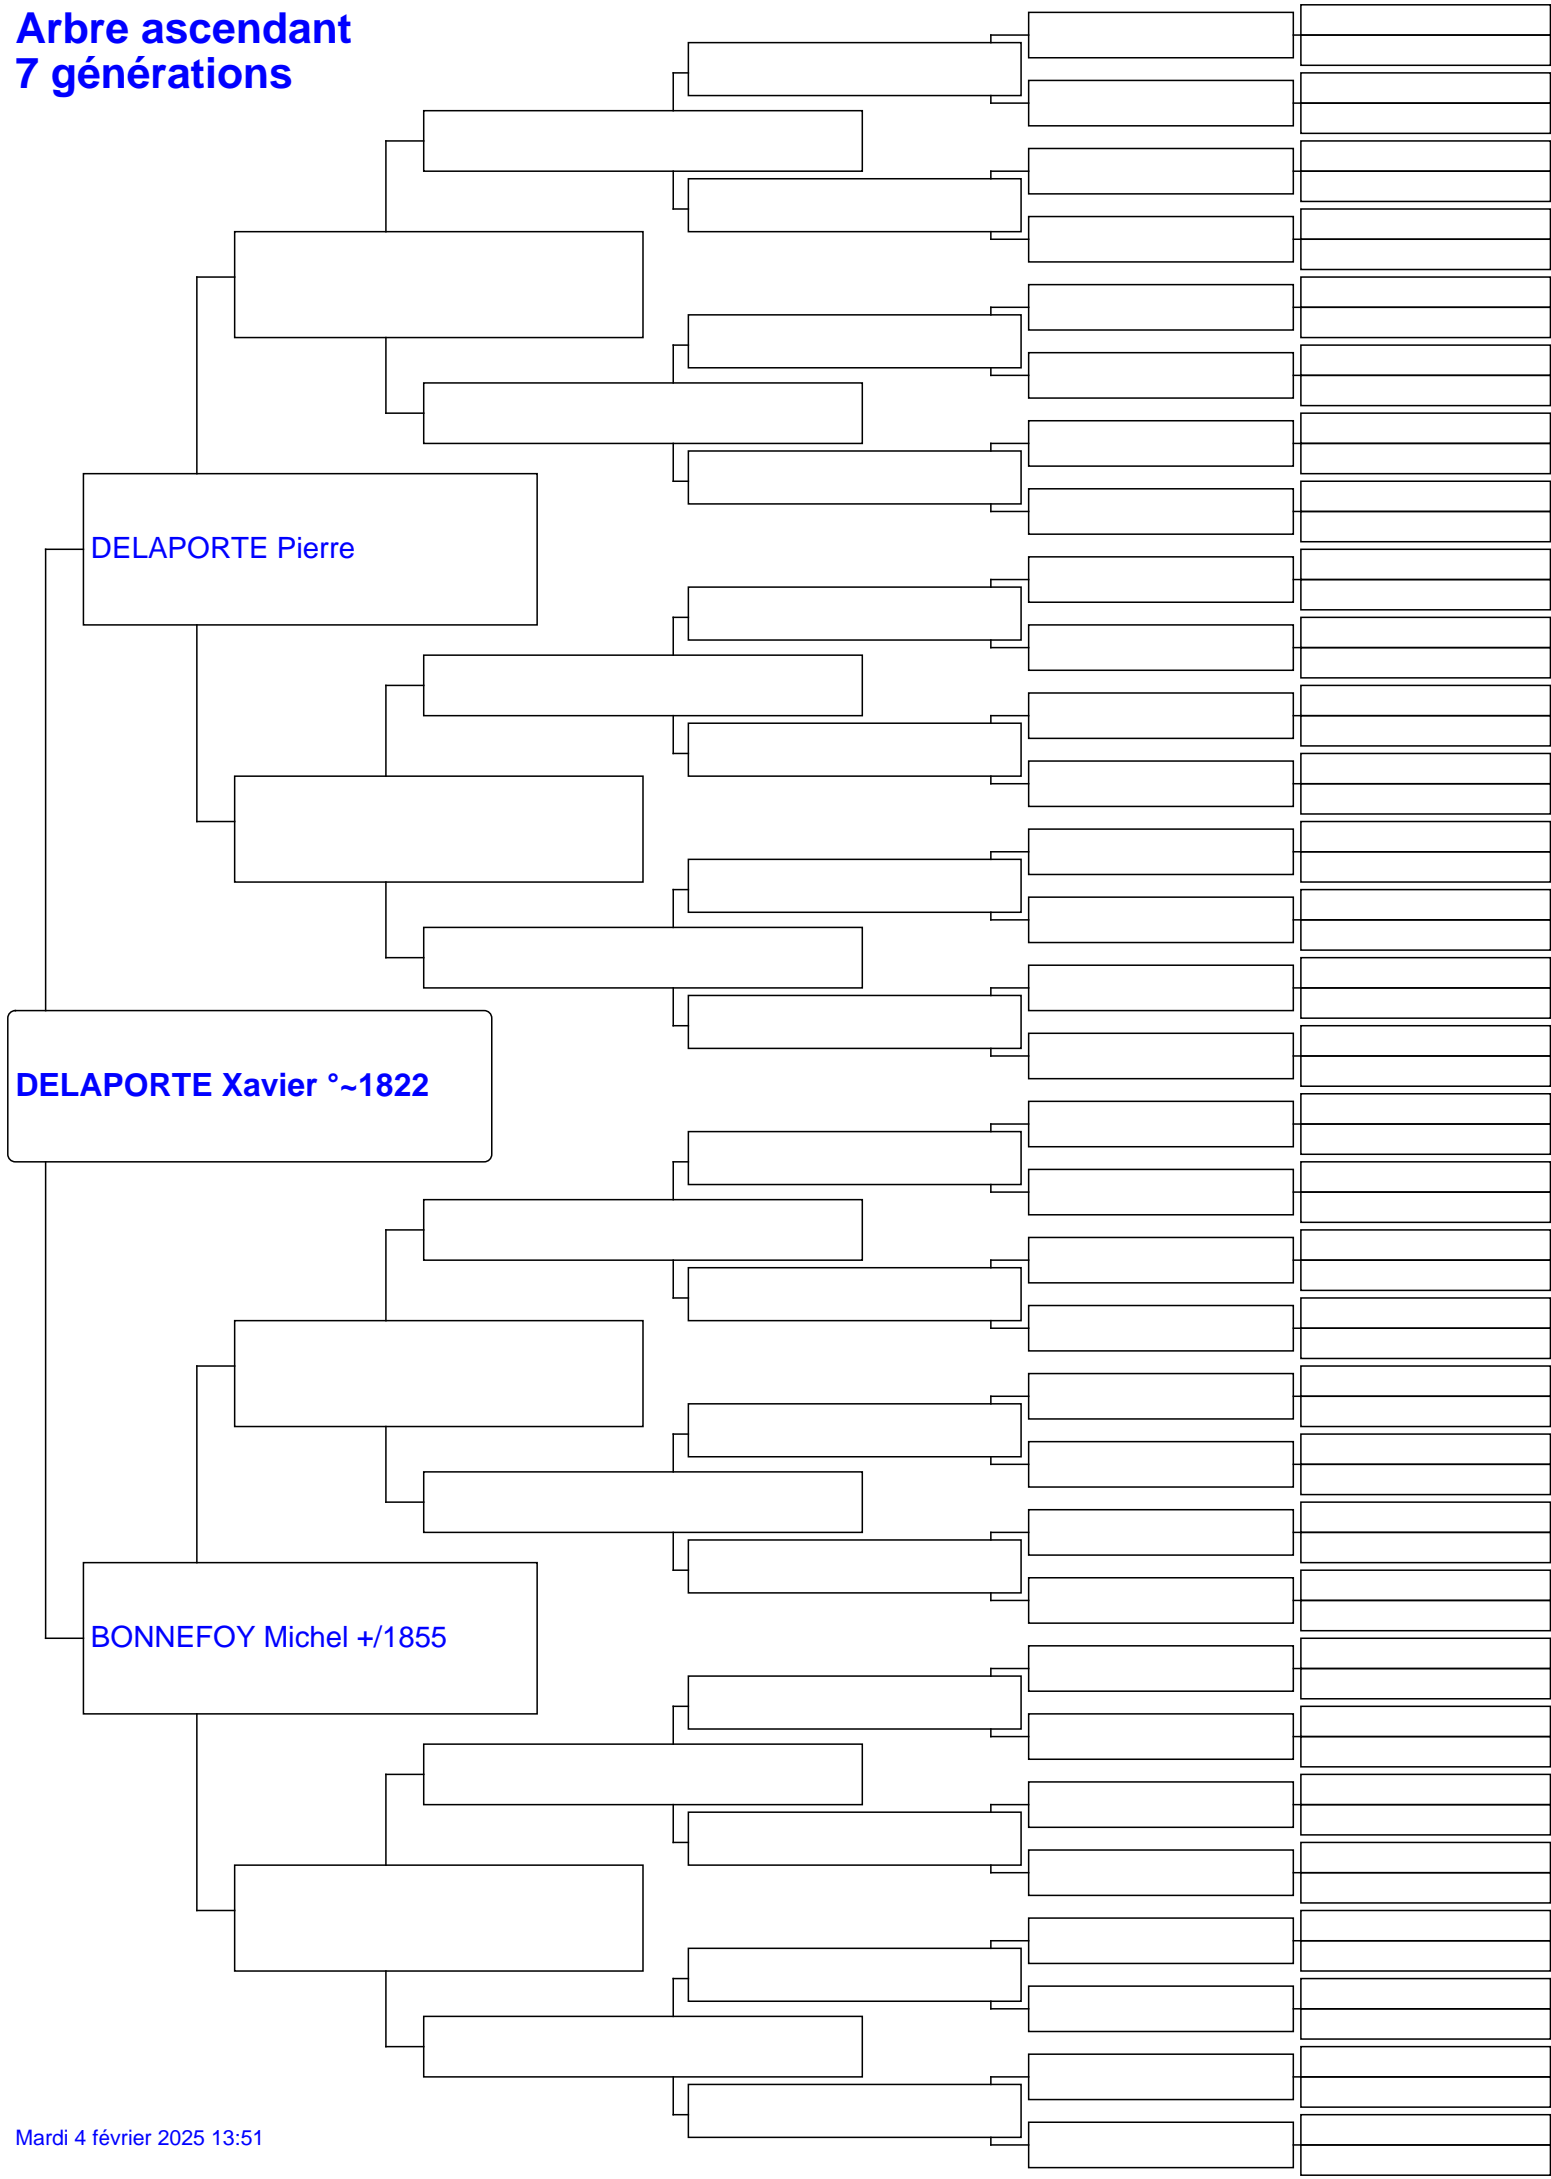 Arbre ascendant
7 générations
DELAPORTE Pierre
DELAPORTE Xavier °~1822
BONNEFOY Michel +/1855
Mardi 4 février 2025 13:51